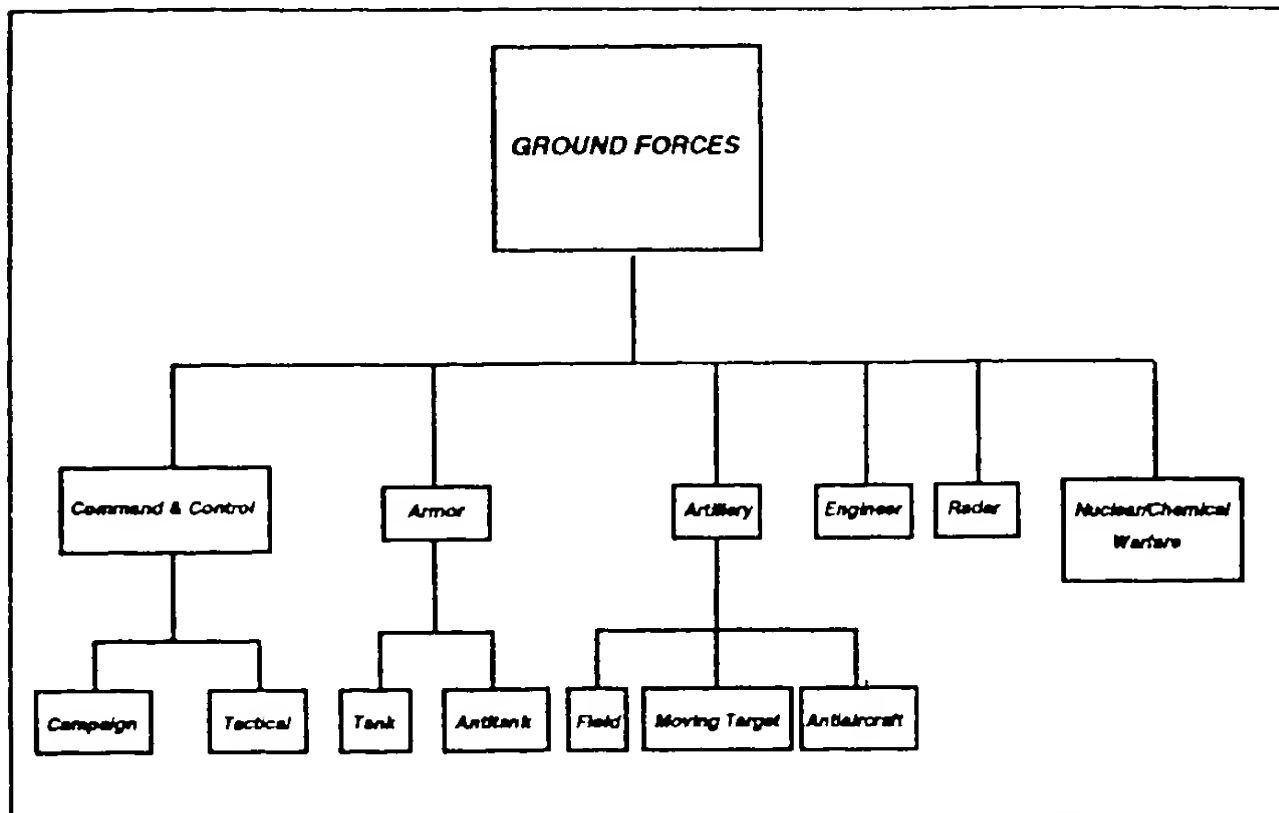 GROUND FORCES
Command & Control
Armor
Artillery
Engineer
Radar
Nuclear/Chemical
Warfare
Campaign
Tactical
Tank
Antitank
Field
Moving Target
Antiaircraft